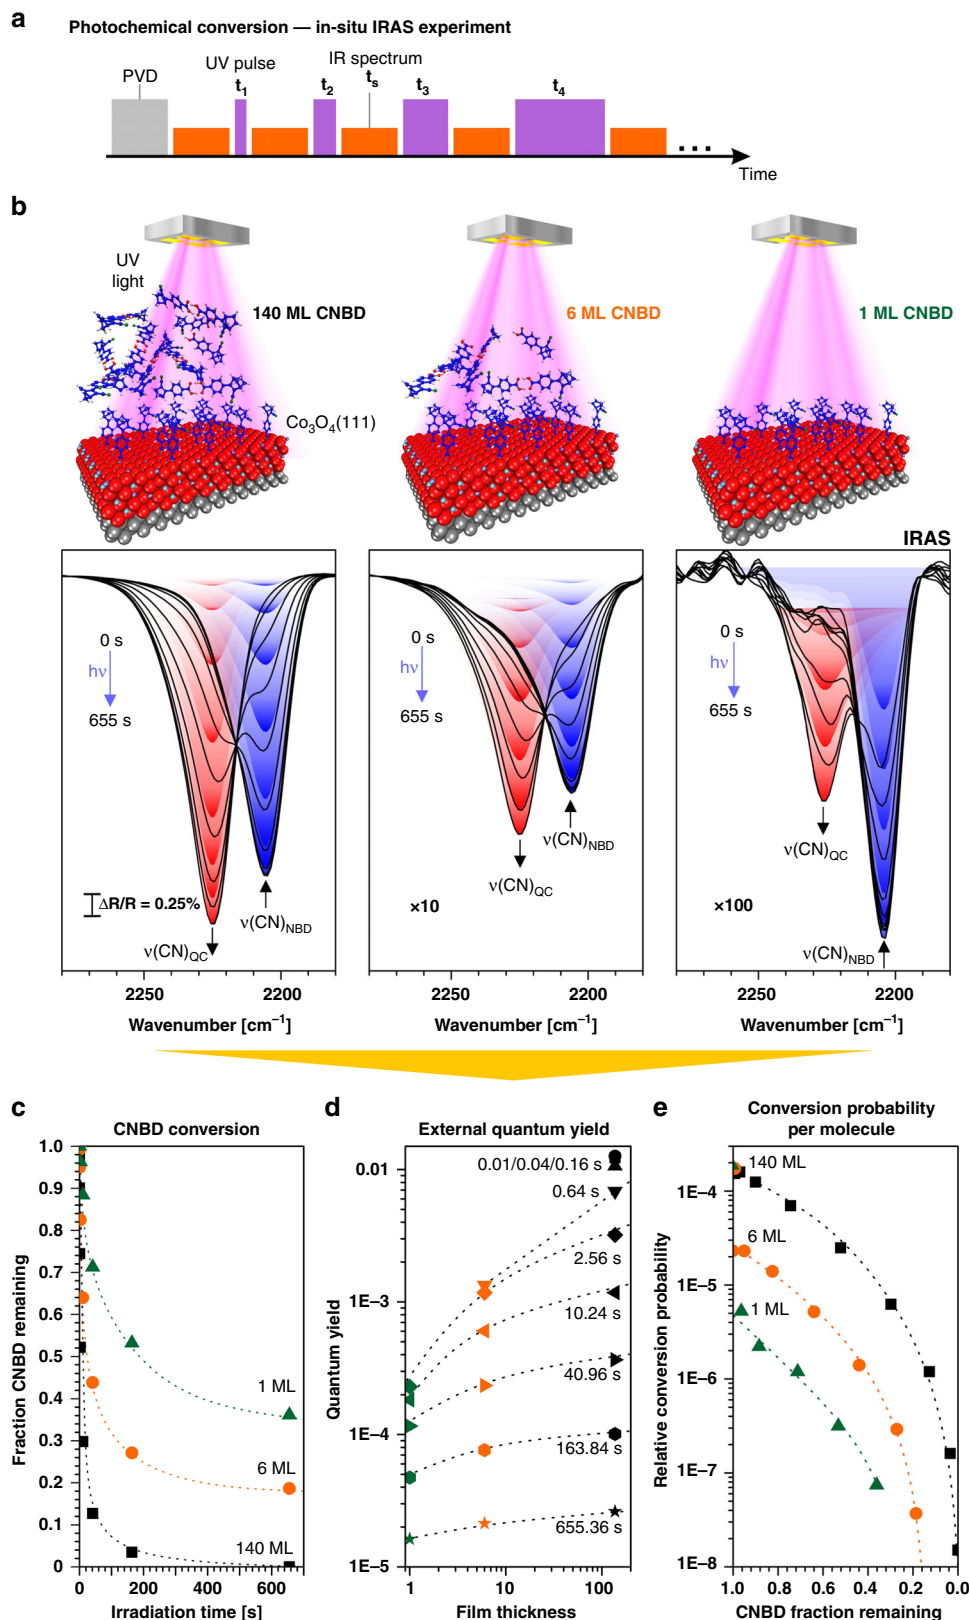 a
Photochemical conversion — in-situ IRAS experiment
PVD
UV pulse
IR spectrum
t1
t2
ts
t3
t4
Time
b
UV
light
140 ML CNBD
Co3O4(111)
6 ML CNBD
1 ML CNBD
IRAS
0 s
hν
655 s
ΔR/R = 0.25%
ν(CN)QC
ν(CN)NBD
2250 2200
Wavenumber [cm–1]
0 s
hν
655 s
ν(CN)NBD
ν(CN)QC
×10
2250 2200
Wavenumber [cm–1]
0 s
hν
655 s
ν(CN)QC
×100
ν(CN)NBD
2250 2200
Wavenumber [cm–1]
c
CNBD conversion
Fraction CNBD remaining
1.0
0.9
0.8
0.7
0.6
0.5
0.4
0.3
0.2
0.1
0
1 ML
6 ML
140 ML
0 200 400 600
Irradiation time [s]
d
External quantum yield
Quantum yield
0.01
1E–3
1E–4
1E–5
0.01/0.04/0.16 s
0.64 s
2.56 s
10.24 s
40.96 s
163.84 s
655.36 s
1 10 100
Film thickness
e
Conversion probability
per molecule
Relative conversion probability
1E–4
1E–5
1E–6
1E–7
1E–8
140 ML
6 ML
1 ML
1.0 0.8 0.6 0.4 0.2 0.0
CNBD fraction remaining